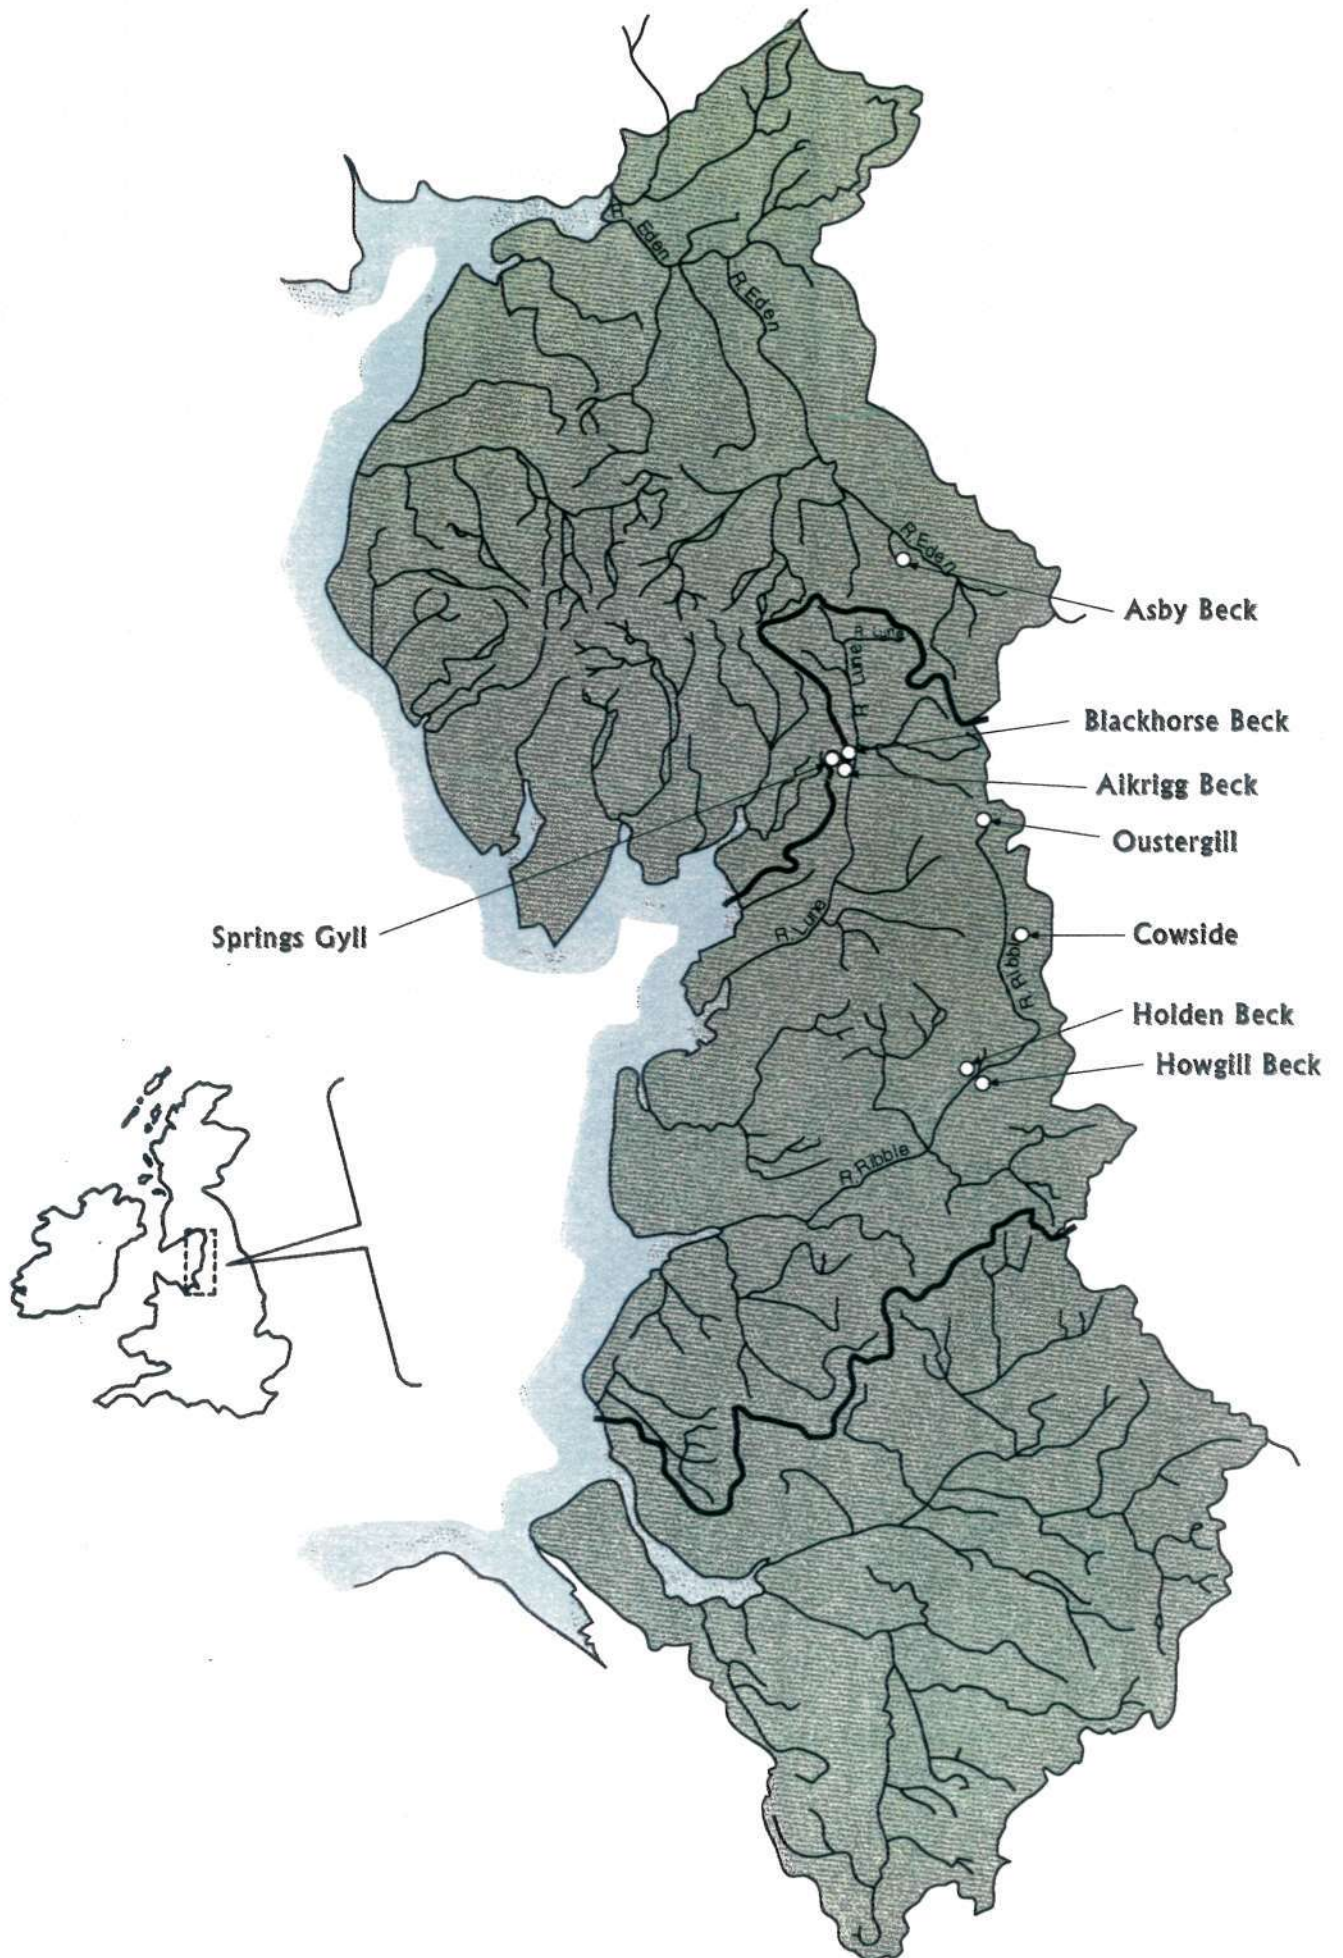 R. Eden
R. Eden
R. Eden
Asby Beck
R. Lune
R. Lune
Blackhorse Beck
Aikrigg Beck
Oustergill
Springs Gyll
R. Lune
Cowside
R. Ribble
Holden Beck
Howgill Beck
R. Ribble